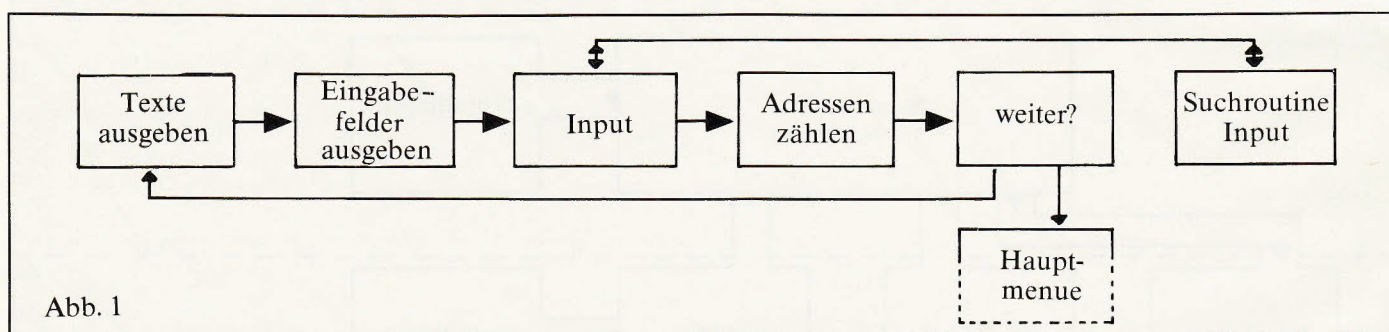 Texte
ausgeben
Eingabe-
felder
ausgeben
Input
Adressen
zählen
weiter?
Suchroutine
Input
Haupt-
menue
Abb. 1